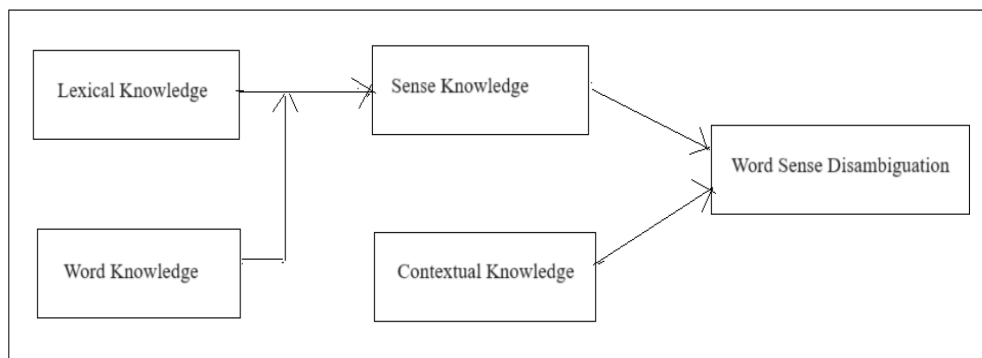 Lexical Knowledge
Sense Knowledge
Word Sense Disambiguation
Word Knowledge
Contextual Knowledge